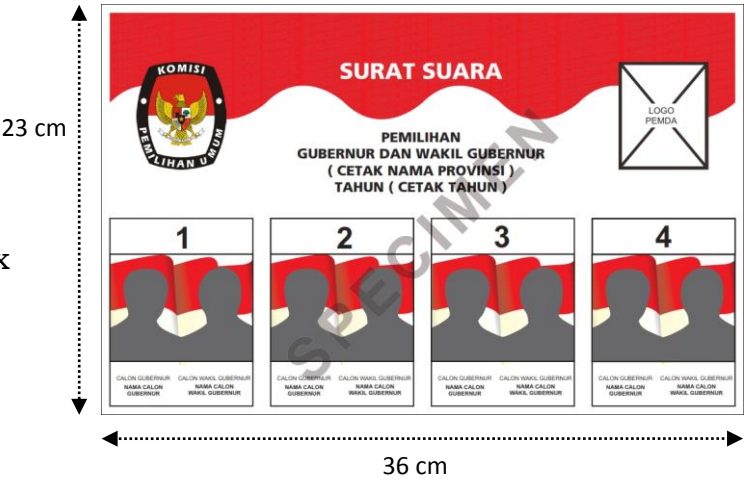 KOMISI
PEMILIHAN UMUM
SURAT SUARA
LOGO
PEMDA
23 cm
PEMILIHAN
GUBERNUR DAN WAKIL GUBERNUR
( CETAK NAMA PROVINSI )
TAHUN ( CETAK TAHUN )
SPECIMEN
x
1 2 3 4
CALON GUBERNUR CALON WAKIL GUBERNUR CALON GUBERNUR CALON WAKIL GUBERNUR CALON GUBERNUR CALON WAKIL GUBERNUR CALON GUBERNUR CALON WAKIL GUBERNUR
NAMA CALON NAMA CALON NAMA CALON NAMA CALON NAMA CALON NAMA CALON NAMA CALON NAMA CALON
GUBERNUR WAKIL GUBERNUR GUBERNUR WAKIL GUBERNUR GUBERNUR WAKIL GUBERNUR GUBERNUR WAKIL GUBERNUR
36 cm